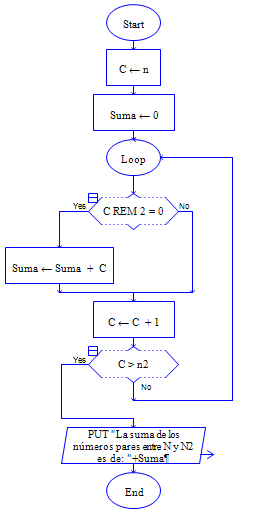 Start
C ← n
Suma ← 0
Loop
C REM 2 = 0
Yes
No
Suma ← Suma + C
C ← C + 1
C > n2
Yes
No
PUT "La suma de los
números pares entre N y N2
es de: "+Suma¶
End